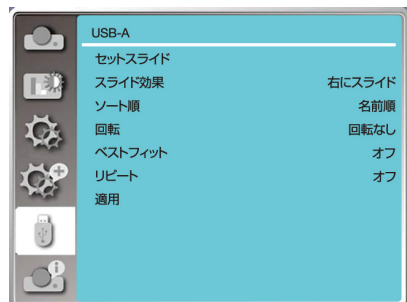 USB-A
セットスライド
スライド効果 右にスライド
ソート順 名前順
回転 回転なし
ベストフィット オフ
リピート オフ
適用